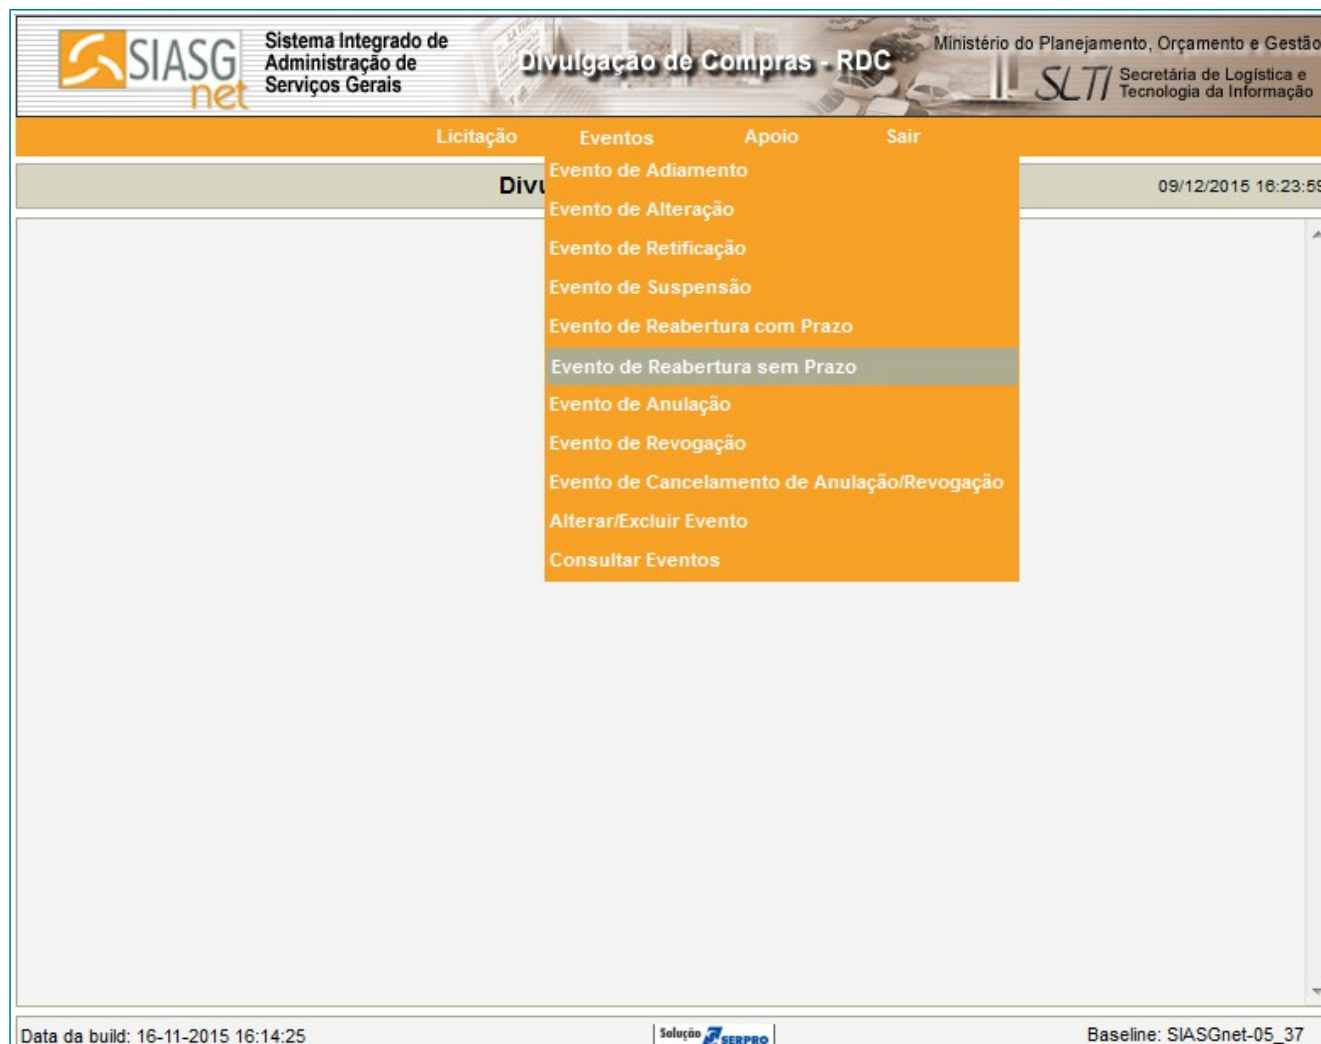 SIASG
net
Sistema Integrado de
Administração de
Serviços Gerais
Divulgação de Compras - RDC
Ministério do Planejamento, Orçamento e Gestão
SLTI
Secretária de Logística e
Tecnologia da Informação
Licitação Eventos Apoio Sair
09/12/2015 16:23:59
Evento de Adiamento
Evento de Alteração
Evento de Retificação
Evento de Suspensão
Evento de Reabertura com Prazo
Evento de Reabertura sem Prazo
Evento de Anulação
Evento de Revogação
Evento de Cancelamento de Anulação/Revogação
Alterar/Excluir Evento
Consultar Eventos
Data da build: 16-11-2015 16:14:25
Solução SERPRO
Baseline: SIASGnet-05_37